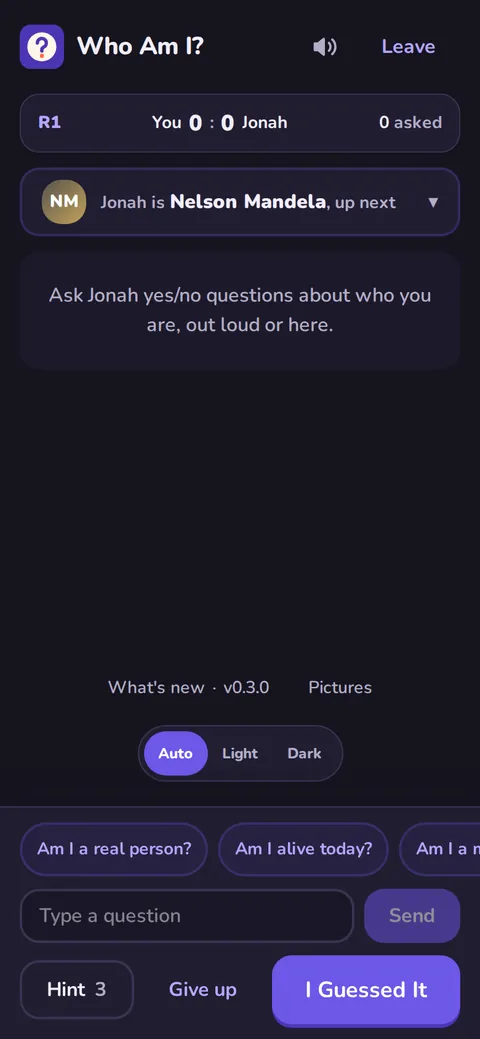 Who Am I?
Leave
R1
You 0 : 0 Jonah
0 asked
NM
Jonah is Nelson Mandela, up next
Ask Jonah yes/no questions about who you
are, out loud or here.
What's new · v0.3.0
Pictures
Auto
Light
Dark
Am I a real person?
Am I alive today?
Am I a
Type a question
Send
Hint 3
Give up
I Guessed It